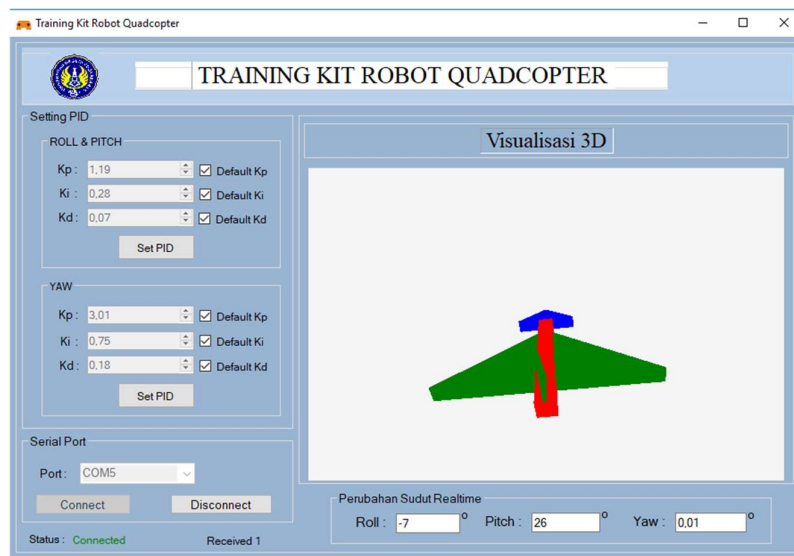 Training Kit Robot Quadcopter
TRAINING KIT ROBOT QUADCOPTER
Setting PID
ROLL & PITCH
Kp : 1,19 Default Kp
Ki : 0,28 Default Ki
Kd : 0,07 Default Kd
Set PID
YAW
Kp : 3,01 Default Kp
Ki : 0,75 Default Ki
Kd : 0,18 Default Kd
Set PID
Serial Port
Port : COM5
Connect Disconnect
Status : Connected Received 1
Visualisasi 3D
Perubahan Sudut Realtime
Roll : -7 o Pitch : 26 o Yaw : 0,01 o